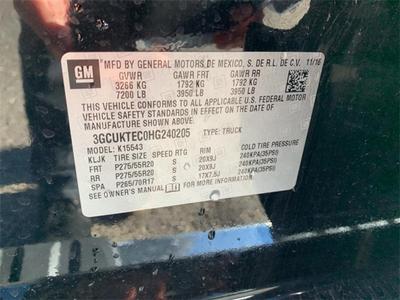 GM
MFD BY GENERAL MOTORS DE MEXICO, S. DE R.L. DE C.V. 11/16
GVWR GAWR FRT GAWR RR
3266 KG 1792 KG 1792 KG
7200 LB 3950 LB 3950 LB
THIS VEHICLE CONFORMS TO ALL APPLICABLE U.S. FEDERAL MOTOR
VEHICLE SAFETY STANDARDS IN EFFECT ON THE DATE OF
MANUFACTURE SHOWN ABOVE.
3GCUKTEC0HG240205 TYPE: TRUCK
MODEL: K15543
KLJK TIRE SIZE SPEED RTG RIM COLD TIRE PRESSURE
FRT P275/55R20 S 20X9J 240KPA(35PSI)
RR P275/55R20 S 20X9J 240KPA(35PSI)
SPA P265/70R17 S 17X7.5J 240KPA(35PSI)
SEE OWNER'S MANUAL FOR ADDITIONAL INFORMATION.